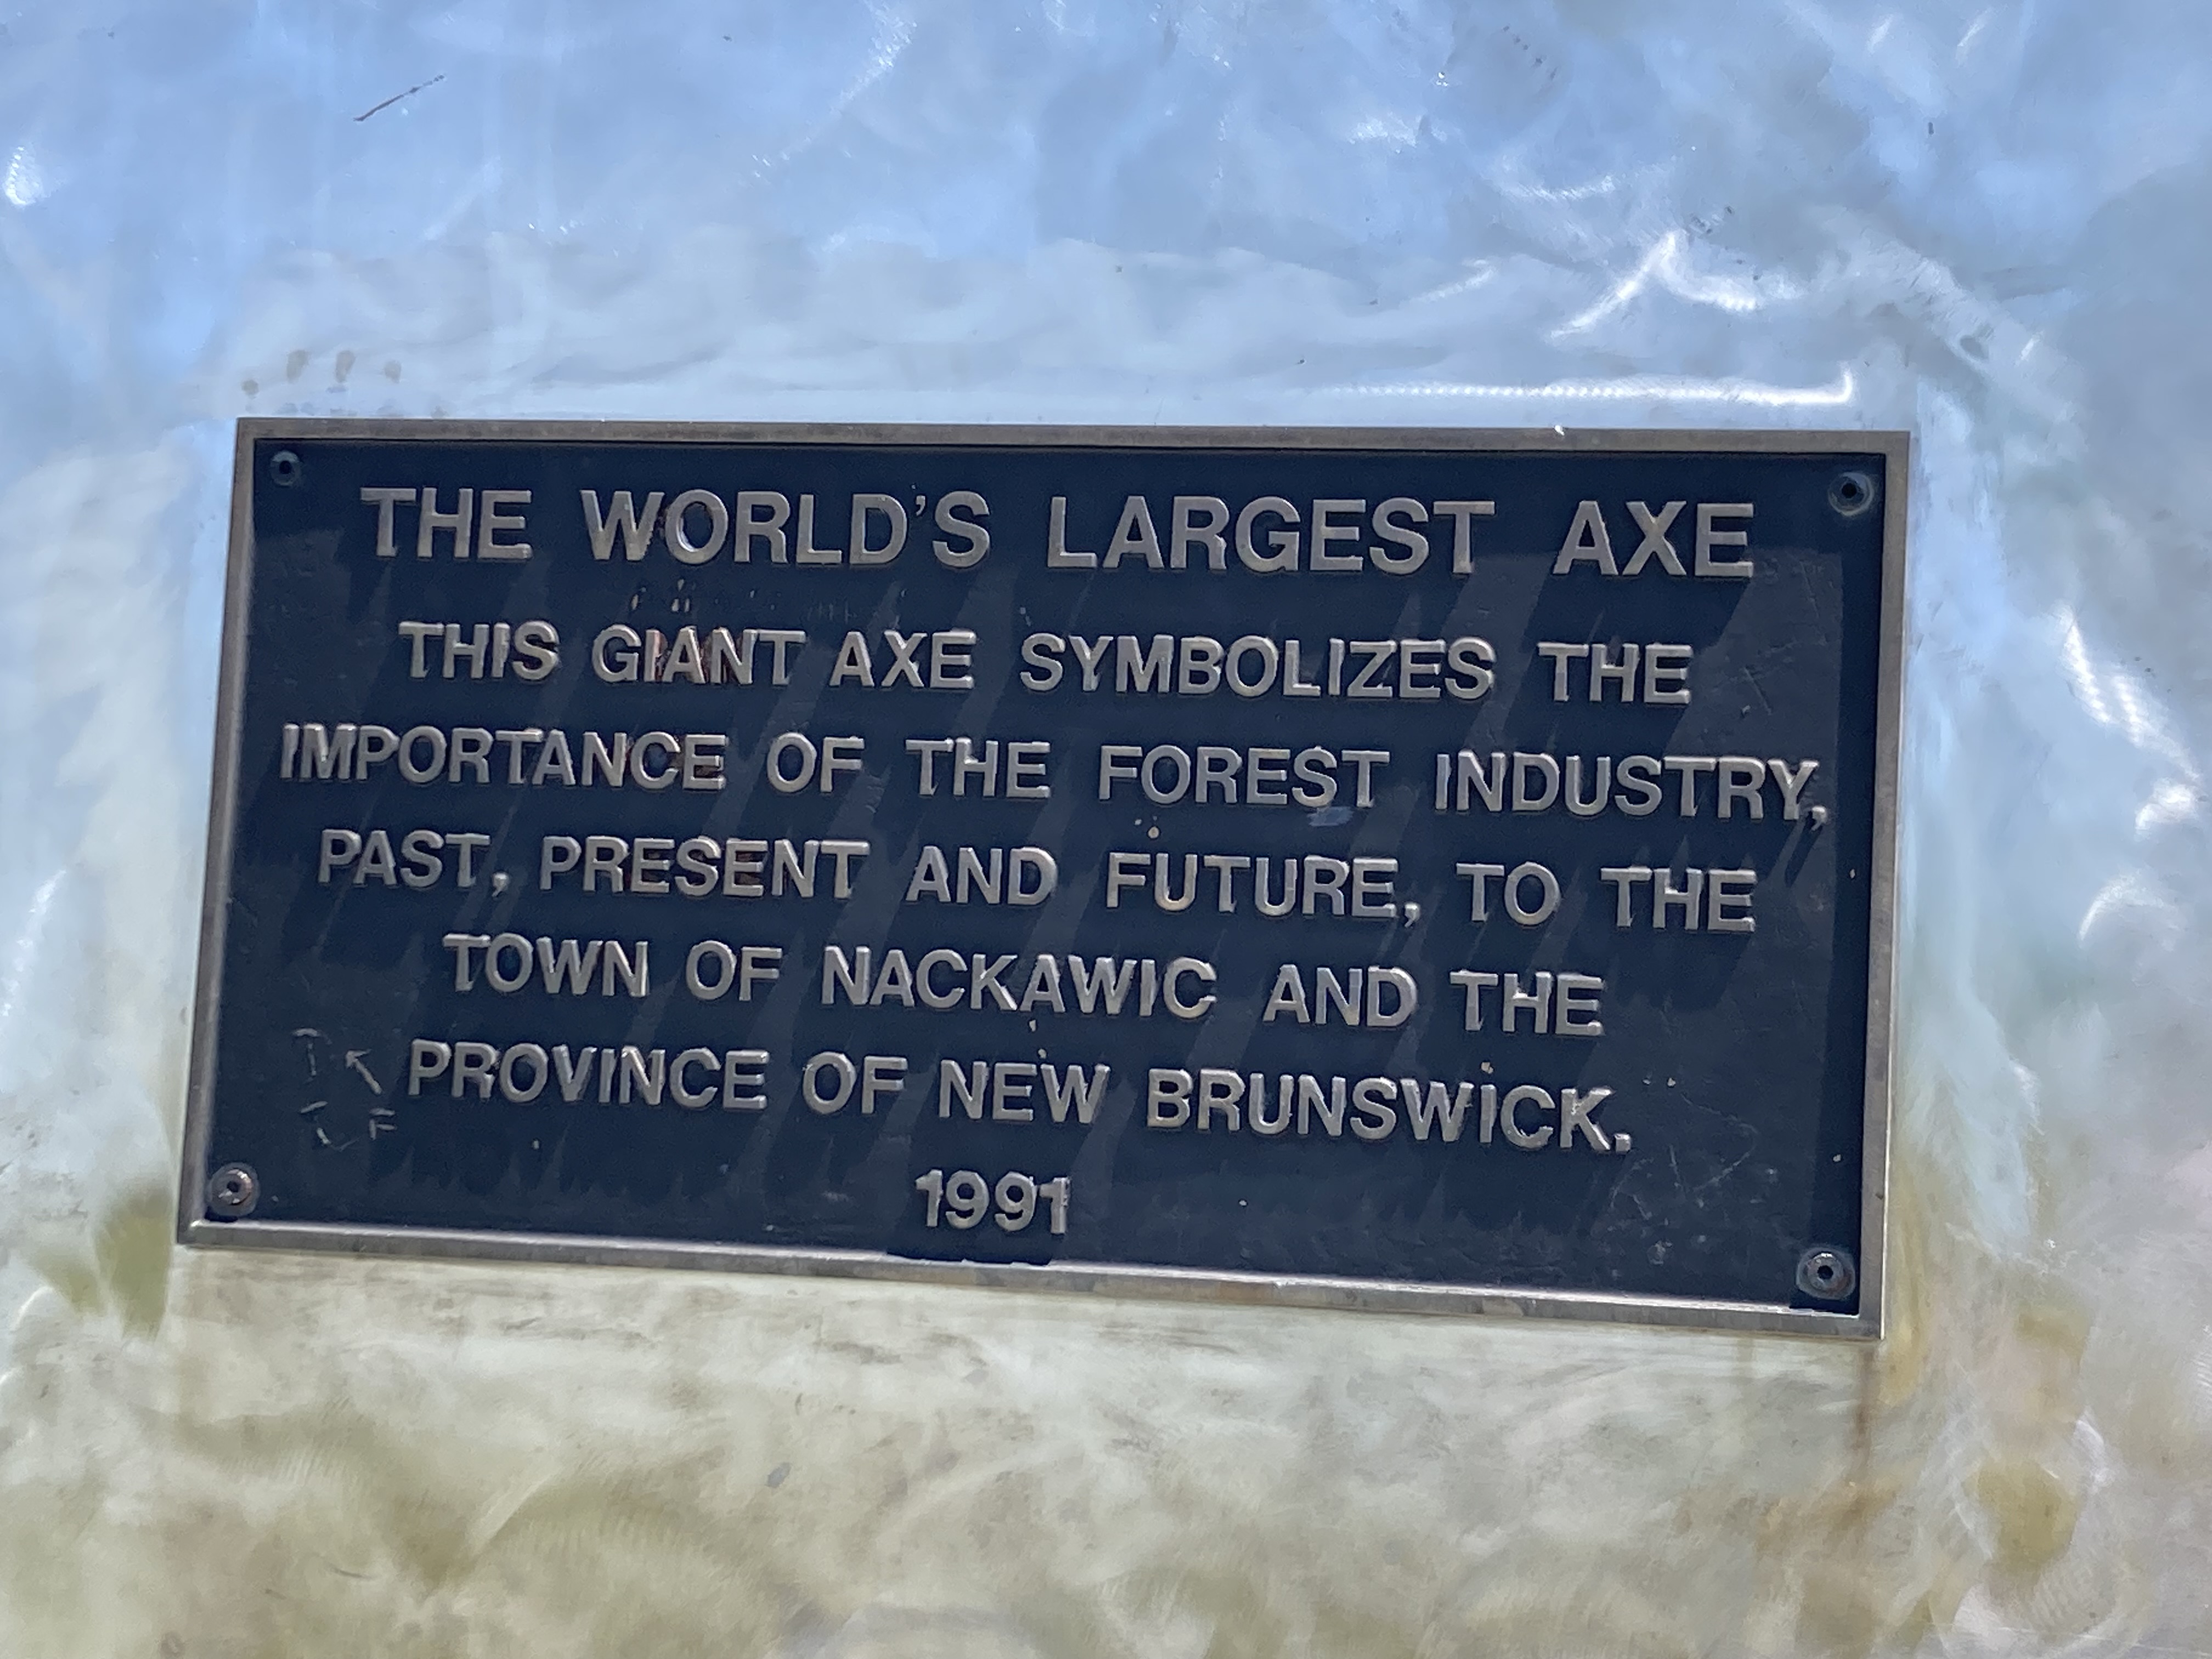 THE WORLD'S LARGEST AXE
THIS GIANT AXE SYMBOLIZES THE
IMPORTANCE OF THE FOREST INDUSTRY,
PAST, PRESENT AND FUTURE, TO THE
TOWN OF NACKAWIC AND THE
PROVINCE OF NEW BRUNSWICK.
1991